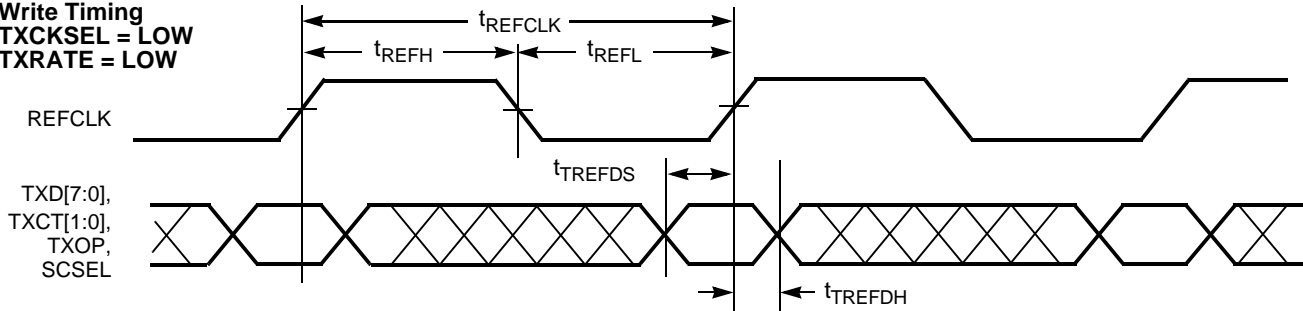 Write Timing
TXCKSEL = LOW
TXRATE = LOW
tREFCLK
tREFH
tREFL
REFCLK
tTREFDS
TXD[7:0],
TXCT[1:0],
TXOP,
SCSEL
tTREFDH